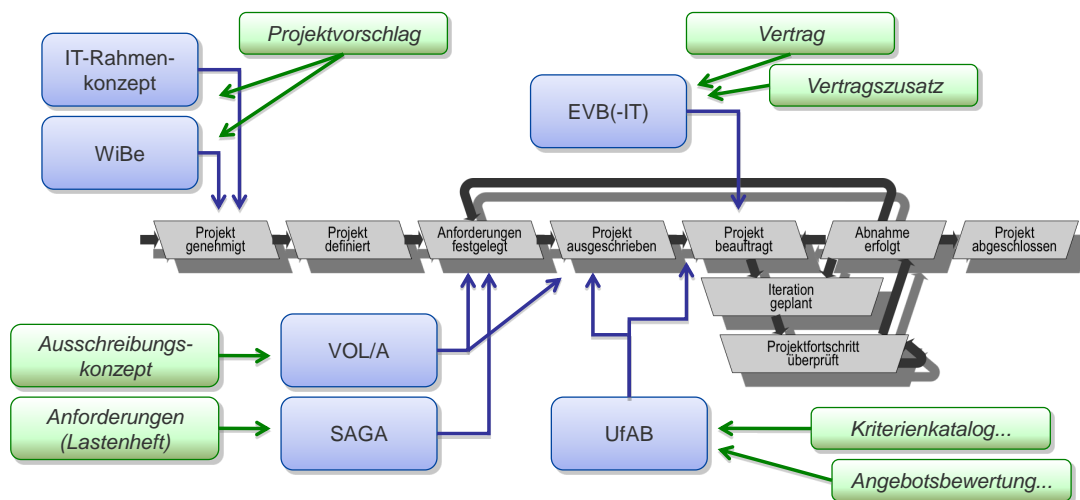 Projektvorschlag
Vertrag
IT-Rahmen-
konzept
Vertragszusatz
EVB(-IT)
WiBe
Projekt
genehmigt
Projekt
definiert
Anforderungen
festgelegt
Projekt
ausgeschrieben
Projekt
beauftragt
Abnahme
erfolgt
Projekt
abgeschlossen
Iteration
geplant
Projektfortschritt
überprüft
Ausschreibungs-
konzept
VOL/A
Anforderungen
(Lastenheft)
SAGA
UfAB
Kriterienkatalog...
Angebotsbewertung...